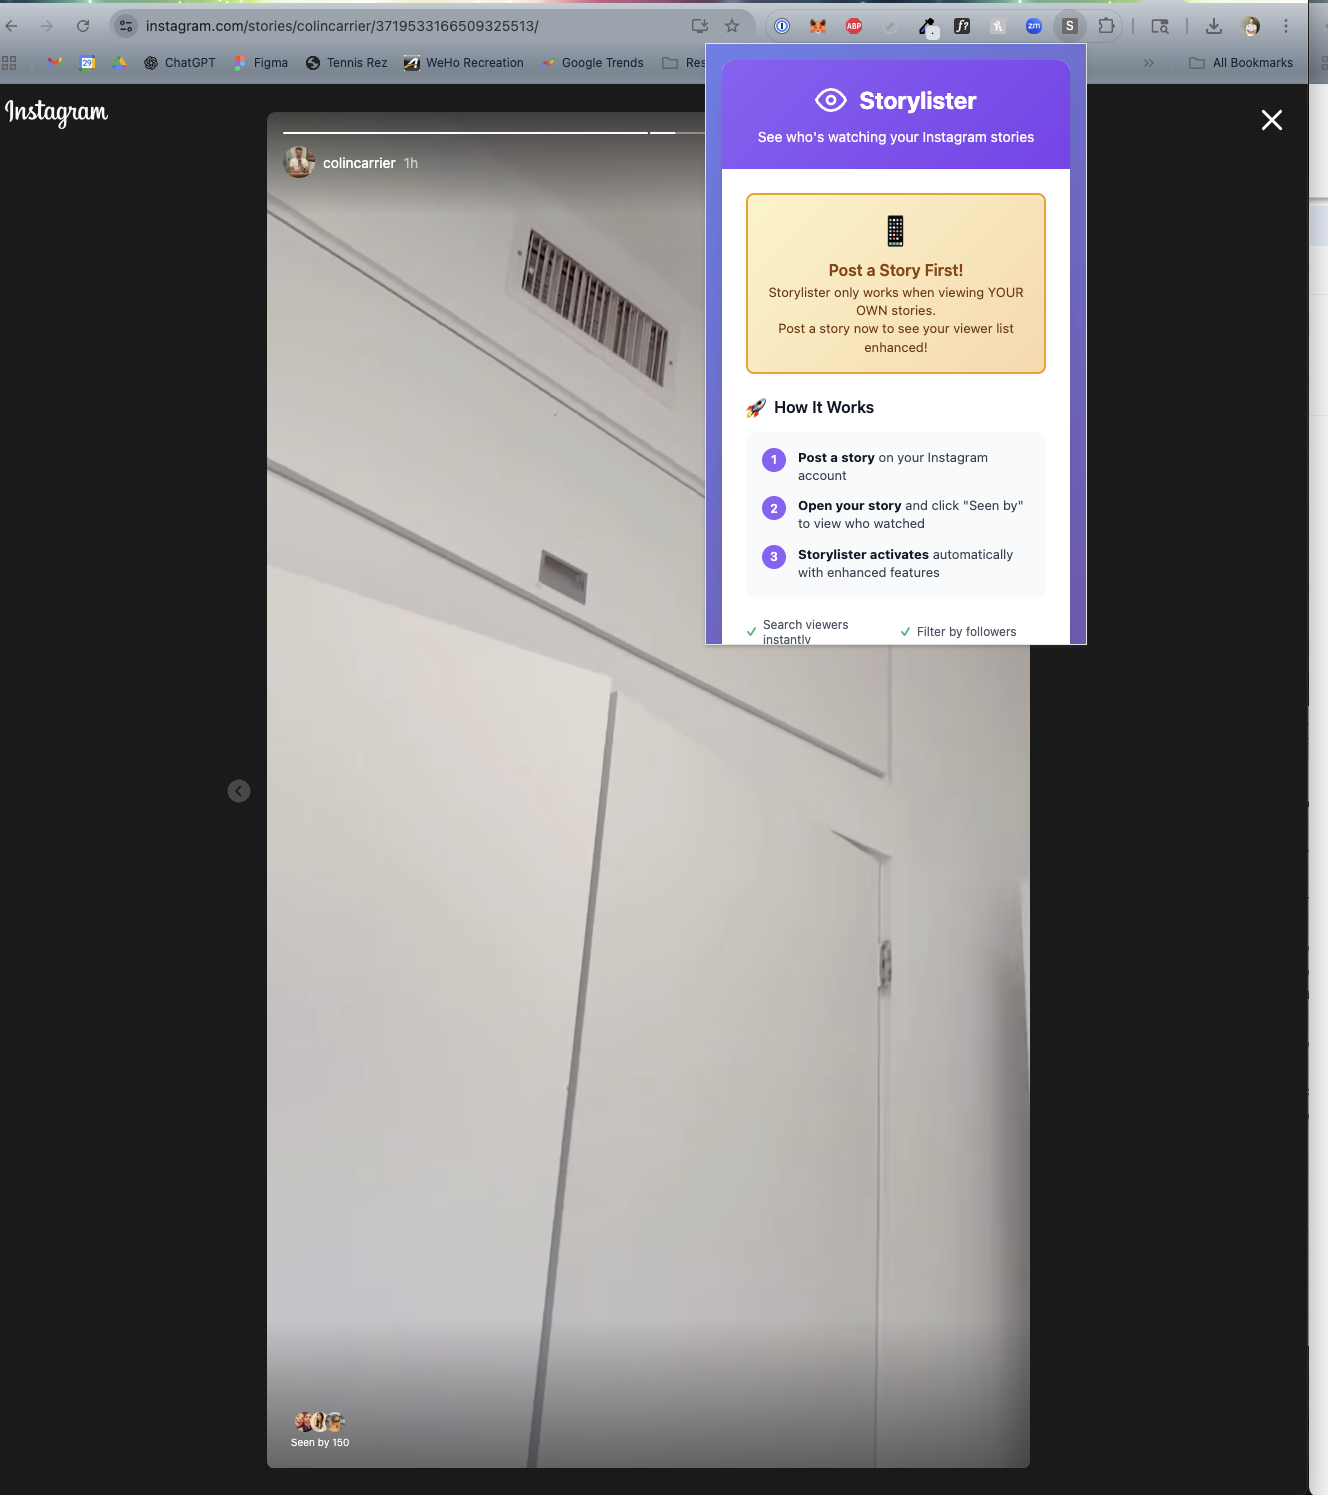 instagram.com/stories/colincarrier/3719533166509325513/
ABP
f?
zm
S
29
ChatGPT
Figma
Tennis Rez
WeHo Recreation
Google Trends
Res
All Bookmarks
Instagram
colincarrier 1h
Storylister
See who's watching your Instagram stories
Post a Story First!
Storylister only works when viewing YOUR
OWN stories.
Post a story now to see your viewer list
enhanced!
How It Works
1
Post a story on your Instagram
account
2
Open your story and click "Seen by"
to view who watched
3
Storylister activates automatically
with enhanced features
Search viewers
instantly
Filter by followers
Seen by 150